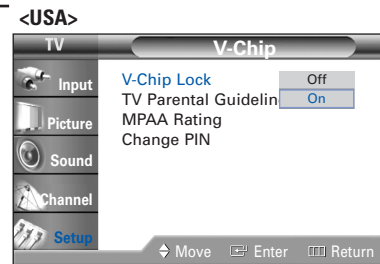 <USA>
TV
V-Chip
Input
Picture
Sound
Channel
Setup
V-Chip Lock
Off
TV Parental Guidelin
On
MPAA Rating
Change PIN
Move
Enter
Return